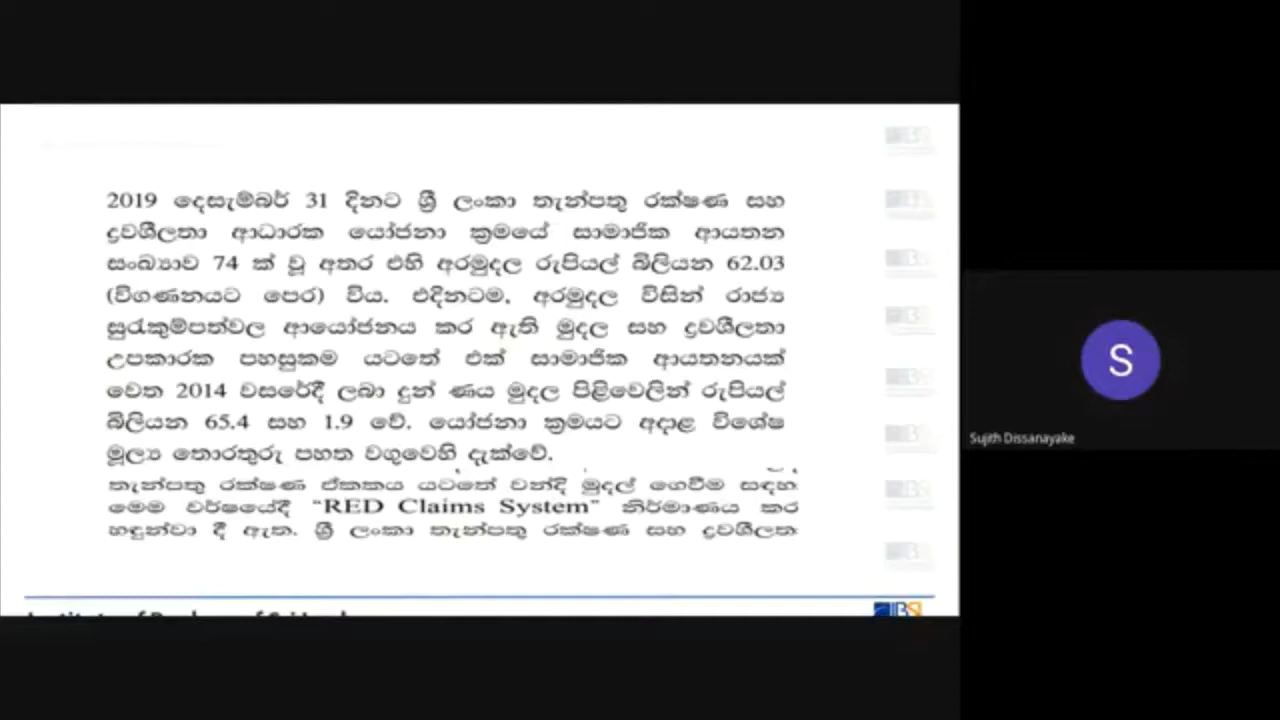 2019 දෙසැම්බර් 31 දිනට ශ්‍රී ලංකා තැන්පතු රක්ෂණ සහ
ද්‍රවශීලතා ආධාරක යෝජනා ක්‍රමයේ සාමාජික ආයතන
සංඛ්‍යාව 74 ක් වූ අතර එහි අරමුදල රුපියල් බිලියන 62.03
(විගණනයට පෙර) විය. එදිනටම, අරමුදල විසින් රාජ්‍ය
සුරැකුම්පත්වල ආයෝජනය කර ඇති මුදල සහ ද්‍රවශීලතා
උපකාරක පහසුකම යටතේ එක් සාමාජික ආයතනයක්
වෙත 2014 වසරේදී ලබා දුන් ණය මුදල පිළිවෙලින් රුපියල්
බිලියන 65.4 සහ 1.9 වේ. යෝජනා ක්‍රමයට අදාළ විශේෂ
මූල්‍ය තොරතුරු පහත වගුවෙහි දැක්වේ.
තැන්පතු රක්ෂණ ඒකකය යටතේ වන්දි මුදල් ගෙවීම සඳහා
මෙම වර්ෂයේදී “RED Claims System” නිර්මාණය කර
හඳුන්වා දී ඇත. ශ්‍රී ලංකා තැන්පතු රක්ෂණ සහ ද්‍රවශීලතා
IBSL
S
Sujith Dissanayake